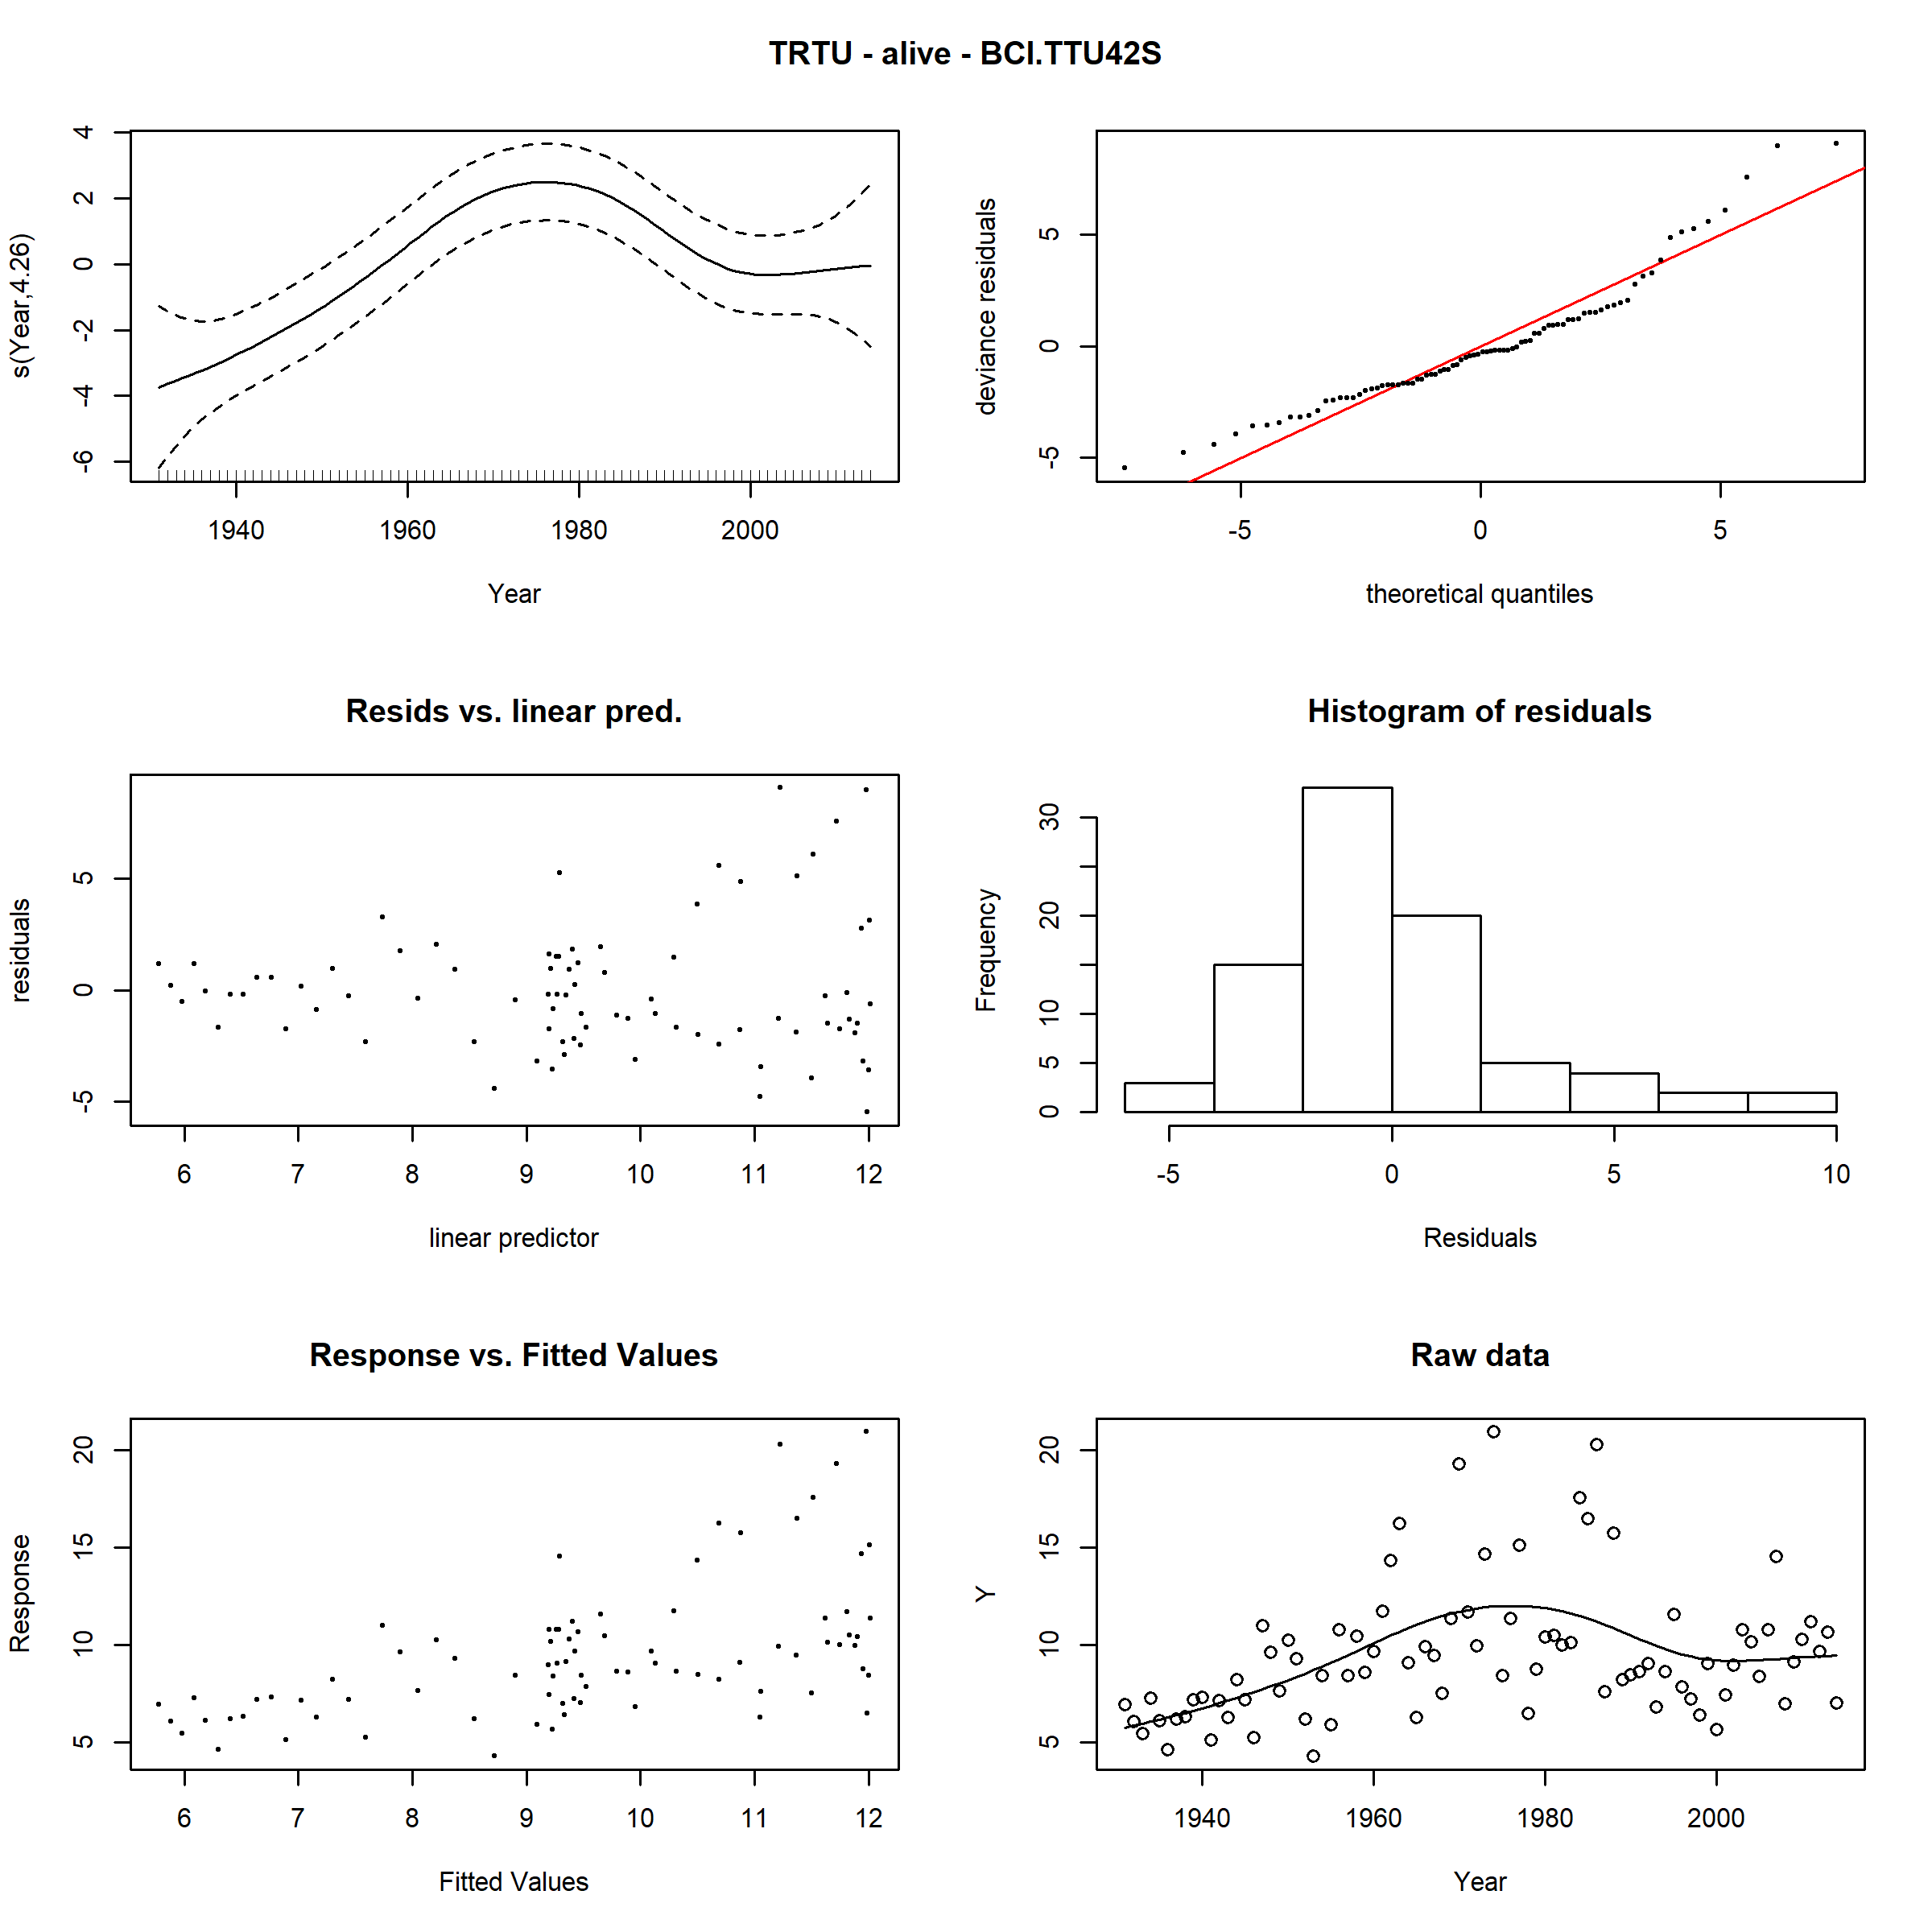 TRTU - alive - BCI.TTU42S
s(Year,4.26)
4
2
0
-2
-4
-6
1940 1960 1980 2000
Year
deviance residuals
5
0
-5
-5 0 5
theoretical quantiles
Resids vs. linear pred.
residuals
5
0
-5
6 7 8 9 10 11 12
linear predictor
Histogram of residuals
Frequency
30
20
10
5
0
-5 0 5 10
Residuals
Response vs. Fitted Values
Response
20
15
10
5
6 7 8 9 10 11 12
Fitted Values
Raw data
Y
20
15
10
5
1940 1960 1980 2000
Year